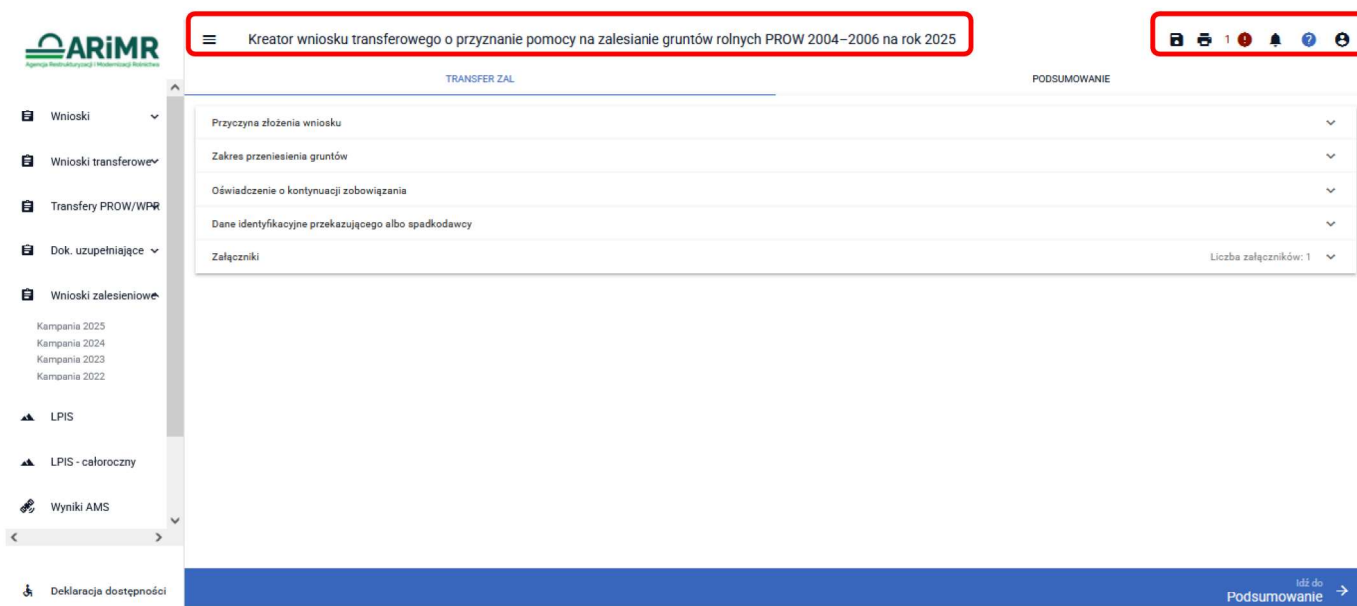 ARiMR
Agencja Restrukturyzacji i Modernizacji Rolnictwa
Kreator wniosku transferowego o przyznanie pomocy na zalesianie gruntów rolnych PROW 2004–2006 na rok 2025
1
TRANSFER ZAL
PODSUMOWANIE
Wnioski
Wnioski transferowe
Transfery PROW/WPR
Dok. uzupełniające
Wnioski zalesieniowe
Kampania 2025
Kampania 2024
Kampania 2023
Kampania 2022
LPIS
LPIS - całoroczny
Wyniki AMS
Deklaracja dostępności
Przyczyna złożenia wniosku
Zakres przeniesienia gruntów
Oświadczenie o kontynuacji zobowiązania
Dane identyfikacyjne przekazującego albo spadkodawcy
Załączniki
Liczba załączników: 1
Idź do
Podsumowanie